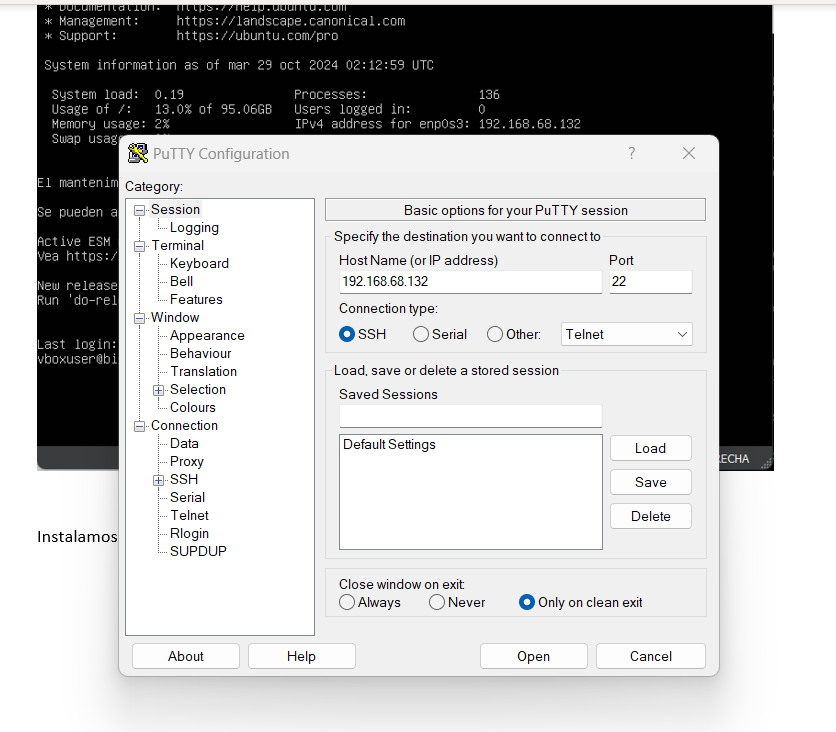 * Documentation: https://help.ubuntu.com
* Management: https://landscape.canonical.com
* Support: https://ubuntu.com/pro
System information as of mar 29 oct 2024 02:12:59 UTC
System load: 0.19 Processes: 136
Usage of /: 13.0% of 95.06GB Users logged in: 0
Memory usage: 2% IPv4 address for enp0s3: 192.168.68.132
Swap usag
El mantenim
Se pueden a
Active ESM
Vea https:/
New release
Run 'do-rel
Last login:
vboxuser@bi
ECHA
Instalamos
PuTTY Configuration
?
Category:
Session
Logging
Terminal
Keyboard
Bell
Features
Window
Appearance
Behaviour
Translation
Selection
Colours
Connection
Data
Proxy
SSH
Serial
Telnet
Rlogin
SUPDUP
Basic options for your PuTTY session
Specify the destination you want to connect to
Host Name (or IP address) Port
192.168.68.132 22
Connection type:
SSH Serial Other: Telnet
Load, save or delete a stored session
Saved Sessions
Default Settings
Load
Save
Delete
Close window on exit:
Always Never Only on clean exit
About Help Open Cancel